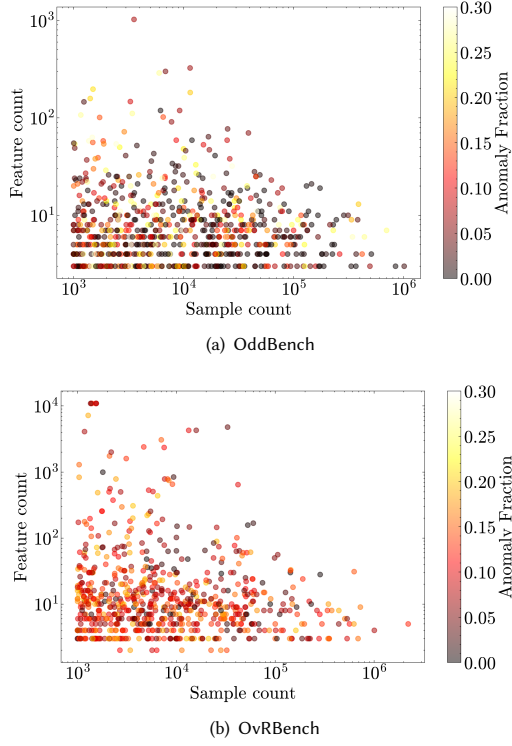 10³
10²
10¹
Feature count
10³ 10⁴ 10⁵ 10⁶
Sample count
0.30
0.25
0.20
0.15
0.10
0.05
0.00
Anomaly Fraction
(a) OddBench
10⁴
10³
10²
10¹
Feature count
10³ 10⁴ 10⁵ 10⁶
Sample count
0.30
0.25
0.20
0.15
0.10
0.05
0.00
Anomaly Fraction
(b) OvRBench